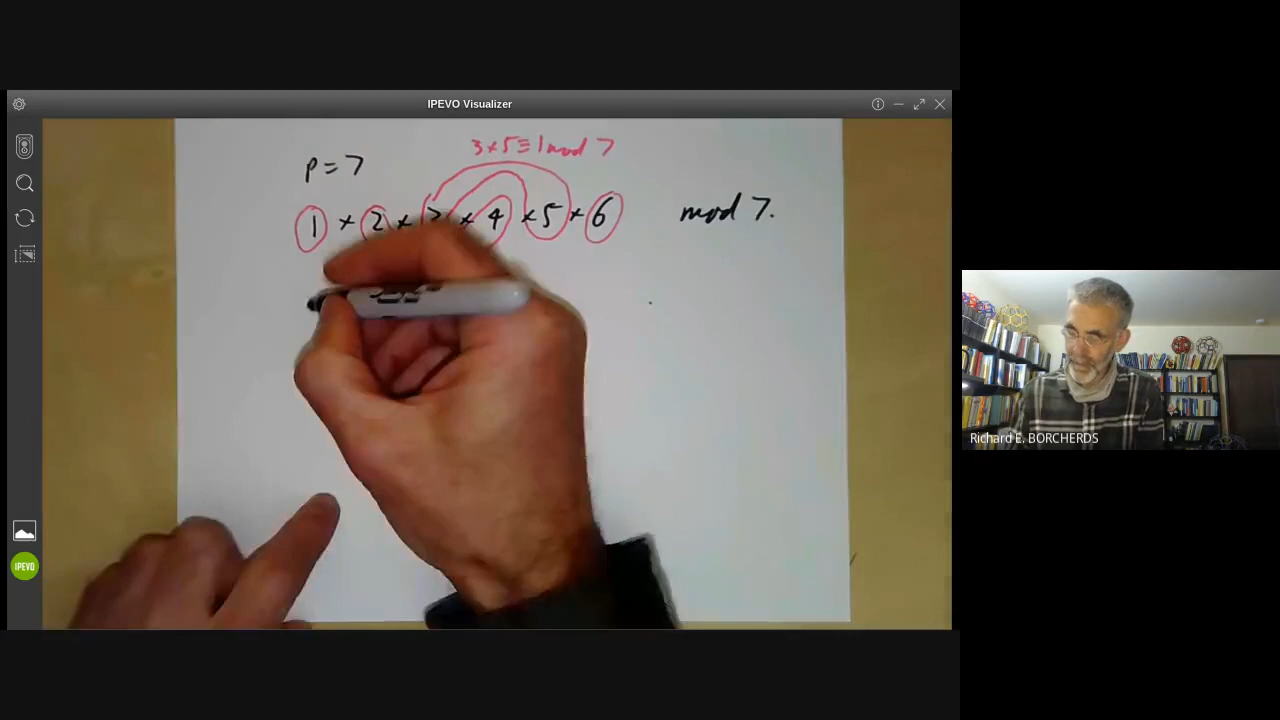 IPEVO Visualizer
3 × 5 ≡ 1 mod 7
p = 7
1 × 2 × 3 × 4 × 5 × 6 mod 7.
Richard E. BORCHERDS
IPEVO